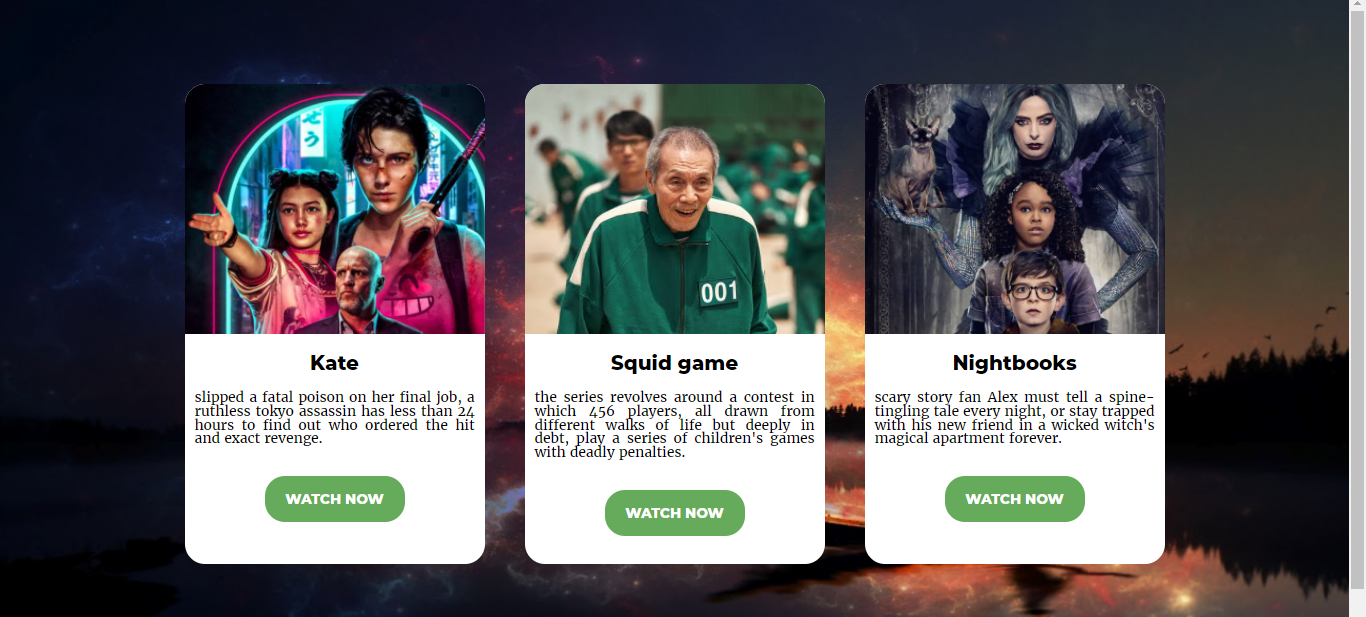 せう
001
Kate
slipped a fatal poison on her final job, a
ruthless tokyo assassin has less than 24
hours to find out who ordered the hit
and exact revenge.
WATCH NOW
Squid game
the series revolves around a contest in
which 456 players, all drawn from
different walks of life but deeply in
debt, play a series of children's games
with deadly penalties.
WATCH NOW
Nightbooks
scary story fan Alex must tell a spine-
tingling tale every night, or stay trapped
with his new friend in a wicked witch's
magical apartment forever.
WATCH NOW